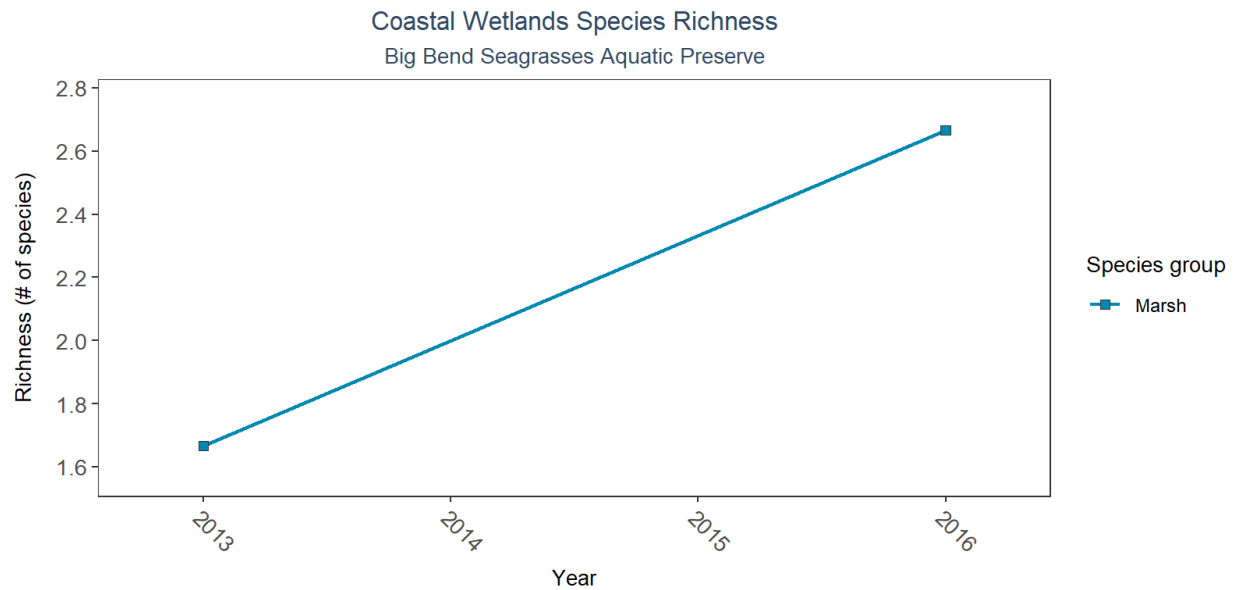 Coastal Wetlands Species Richness
Big Bend Seagrasses Aquatic Preserve
Richness (# of species)
2.8
2.6
2.4
2.2
2.0
1.8
1.6
2013
2014
2015
2016
Year
Species group
Marsh